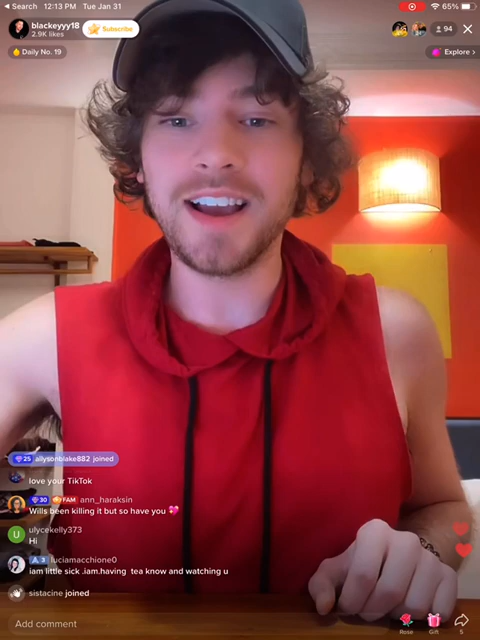 Search 12:13 PM Tue Jan 31 65%
blackeyyy18
2.9K likes
Subscribe
94
Daily No. 19
Explore >
25 allysonblake882 joined
love your TikTok
30 FAM ann_haraksin
Wills been killing it but so have you 💖
U ulycekelly373
Hi
3 luciamacchione0
iam little sick .iam.having tea know and watching u
sistacine joined
Add comment
Rose
Gift
5